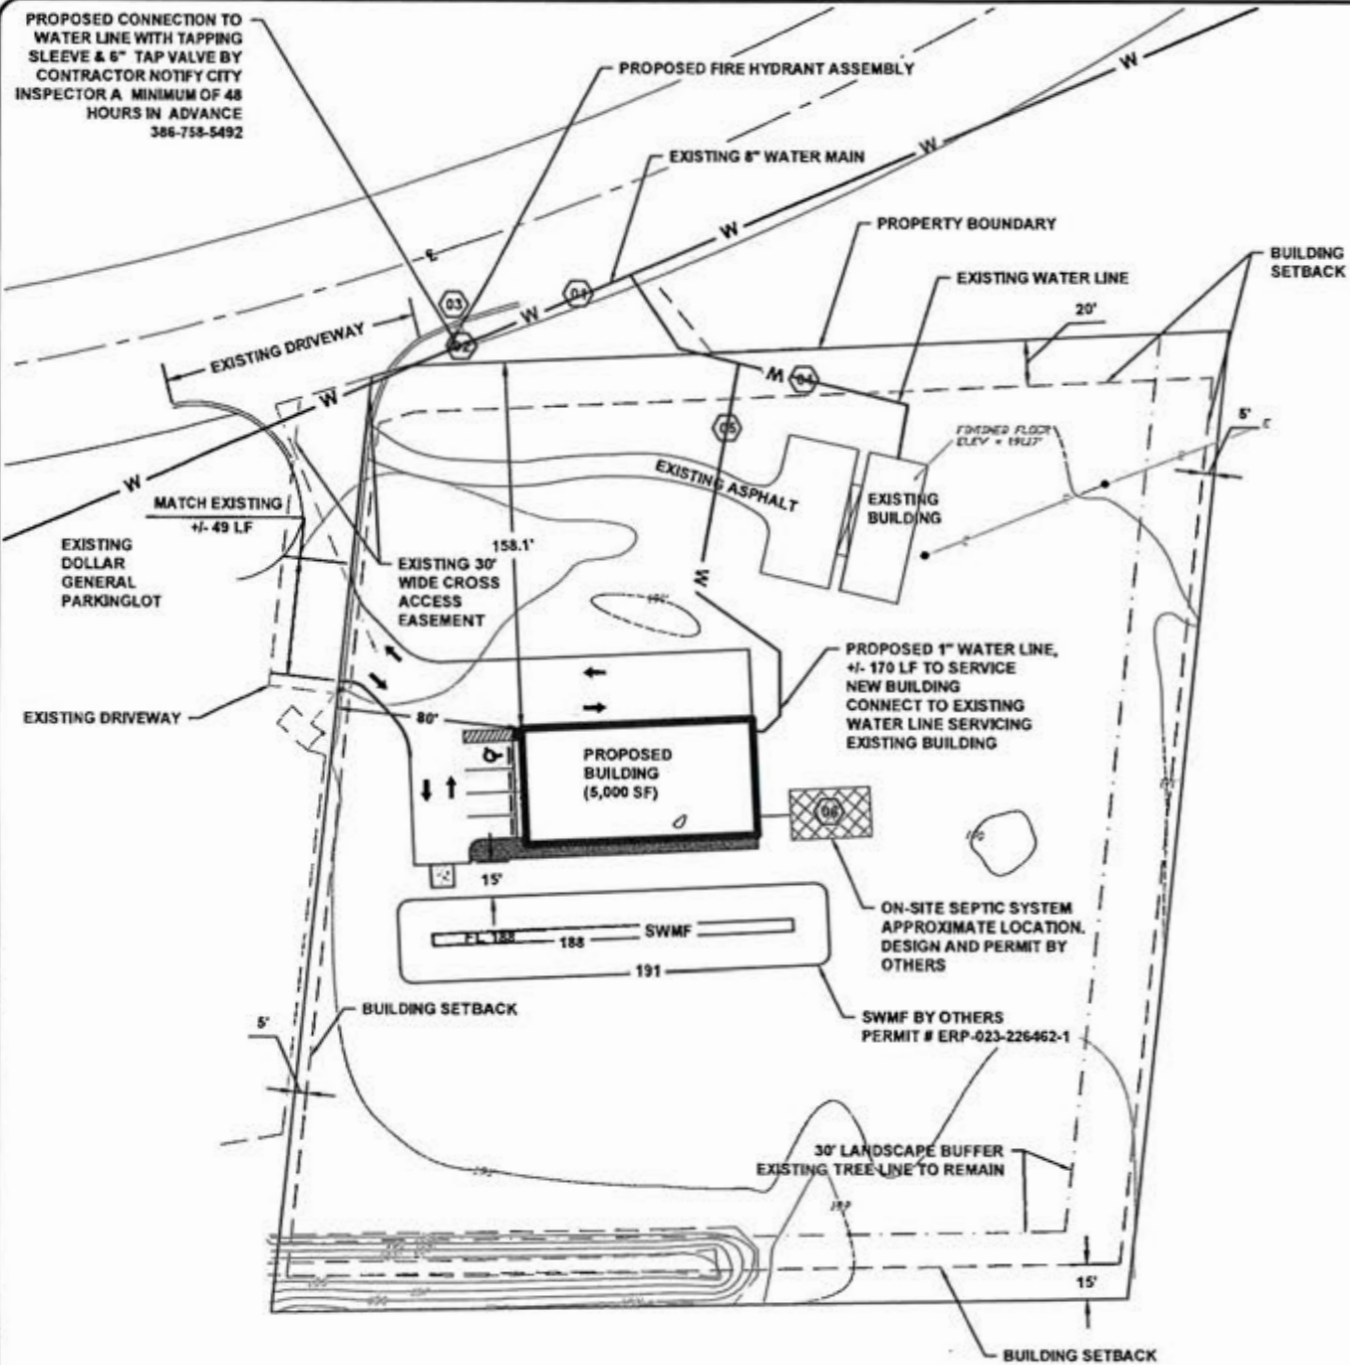 PROPOSED CONNECTION TO
WATER LINE WITH TAPPING
SLEEVE & 6" TAP VALVE BY
CONTRACTOR NOTIFY CITY
INSPECTOR A MINIMUM OF 48
HOURS IN ADVANCE
386-758-5492
PROPOSED FIRE HYDRANT ASSEMBLY
EXISTING 8" WATER MAIN
W
W
W
PROPERTY BOUNDARY
BUILDING
SETBACK
EXISTING WATER LINE
20'
03
01
02
W
EXISTING DRIVEWAY
W
W
04
05
5'
FINISHED FLOOR
EXISTING ASPHALT
EXISTING
BUILDING
W
MATCH EXISTING
+/- 49 LF
EXISTING
DOLLAR
GENERAL
PARKINGLOT
158.1'
EXISTING 30'
WIDE CROSS
ACCESS
EASEMENT
W
PROPOSED 1" WATER LINE,
+/- 170 LF TO SERVICE
NEW BUILDING
CONNECT TO EXISTING
WATER LINE SERVICING
EXISTING BUILDING
EXISTING DRIVEWAY
80'
PROPOSED
BUILDING
(5,000 SF)
06
190
15'
ON-SITE SEPTIC SYSTEM
APPROXIMATE LOCATION.
DESIGN AND PERMIT BY
OTHERS
FL 188
188
SWMF
191
BUILDING SETBACK
5'
SWMF BY OTHERS
PERMIT # ERP-023-226462-1
30' LANDSCAPE BUFFER
EXISTING TREE LINE TO REMAIN
15'
BUILDING SETBACK